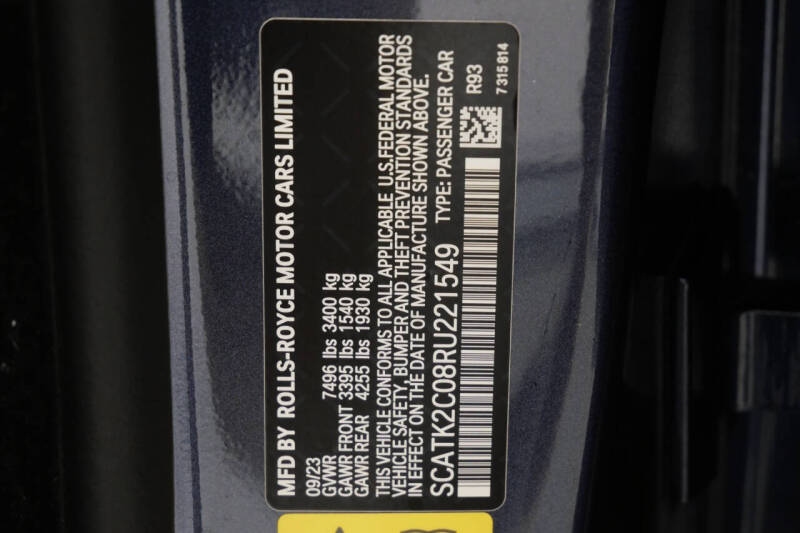 MFD BY ROLLS-ROYCE MOTOR CARS LIMITED
09/23
GVWR 7496 lbs 3400 kg
GAWR FRONT 3395 lbs 1540 kg
GAWR REAR 4255 lbs 1930 kg
THIS VEHICLE CONFORMS TO ALL APPLICABLE U.S.FEDERAL MOTOR
VEHICLE SAFETY, BUMPER AND THEFT PREVENTION STANDARDS
IN EFFECT ON THE DATE OF MANUFACTURE SHOWN ABOVE.
SCATK2C08RU221549 TYPE: PASSENGER CAR
R93
7 315 814